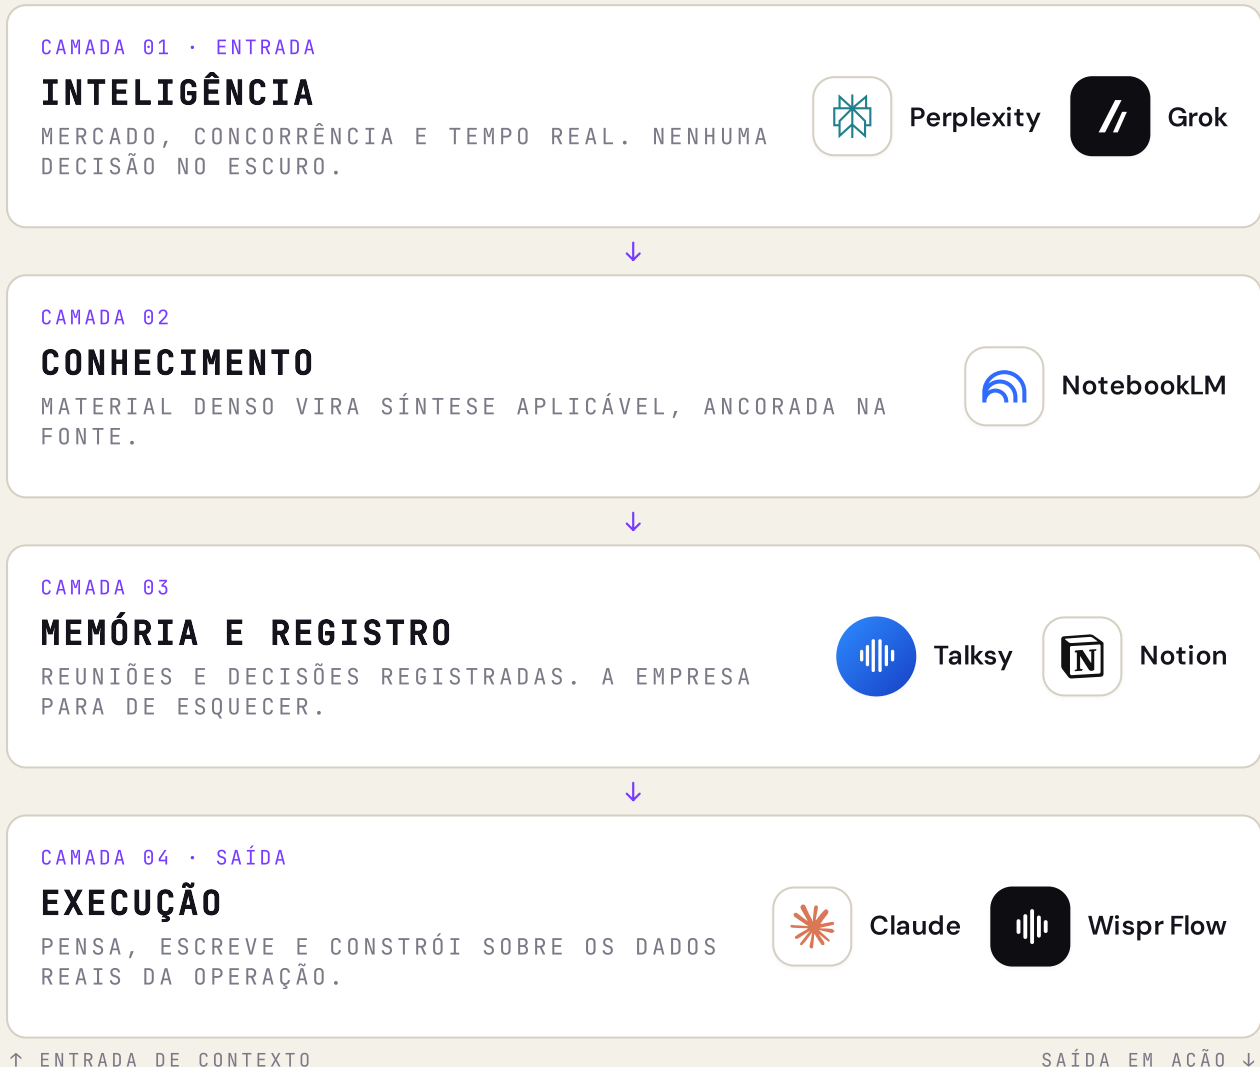 CAMADA 01 · ENTRADA
INTELIGÊNCIA
MERCADO, CONCORRÊNCIA E TEMPO REAL. NENHUMA
DECISÃO NO ESCURO.
Perplexity
Grok
↓
CAMADA 02
CONHECIMENTO
MATERIAL DENSO VIRA SÍNTESE APLICÁVEL, ANCORADA NA
FONTE.
NotebookLM
↓
CAMADA 03
MEMÓRIA E REGISTRO
REUNIÕES E DECISÕES REGISTRADAS. A EMPRESA
PARA DE ESQUECER.
Talksy
N
Notion
↓
CAMADA 04 · SAÍDA
EXECUÇÃO
PENSA, ESCREVE E CONSTRÓI SOBRE OS DADOS
REAIS DA OPERAÇÃO.
Claude
Wispr Flow
↑ ENTRADA DE CONTEXTO
SAÍDA EM AÇÃO ↓